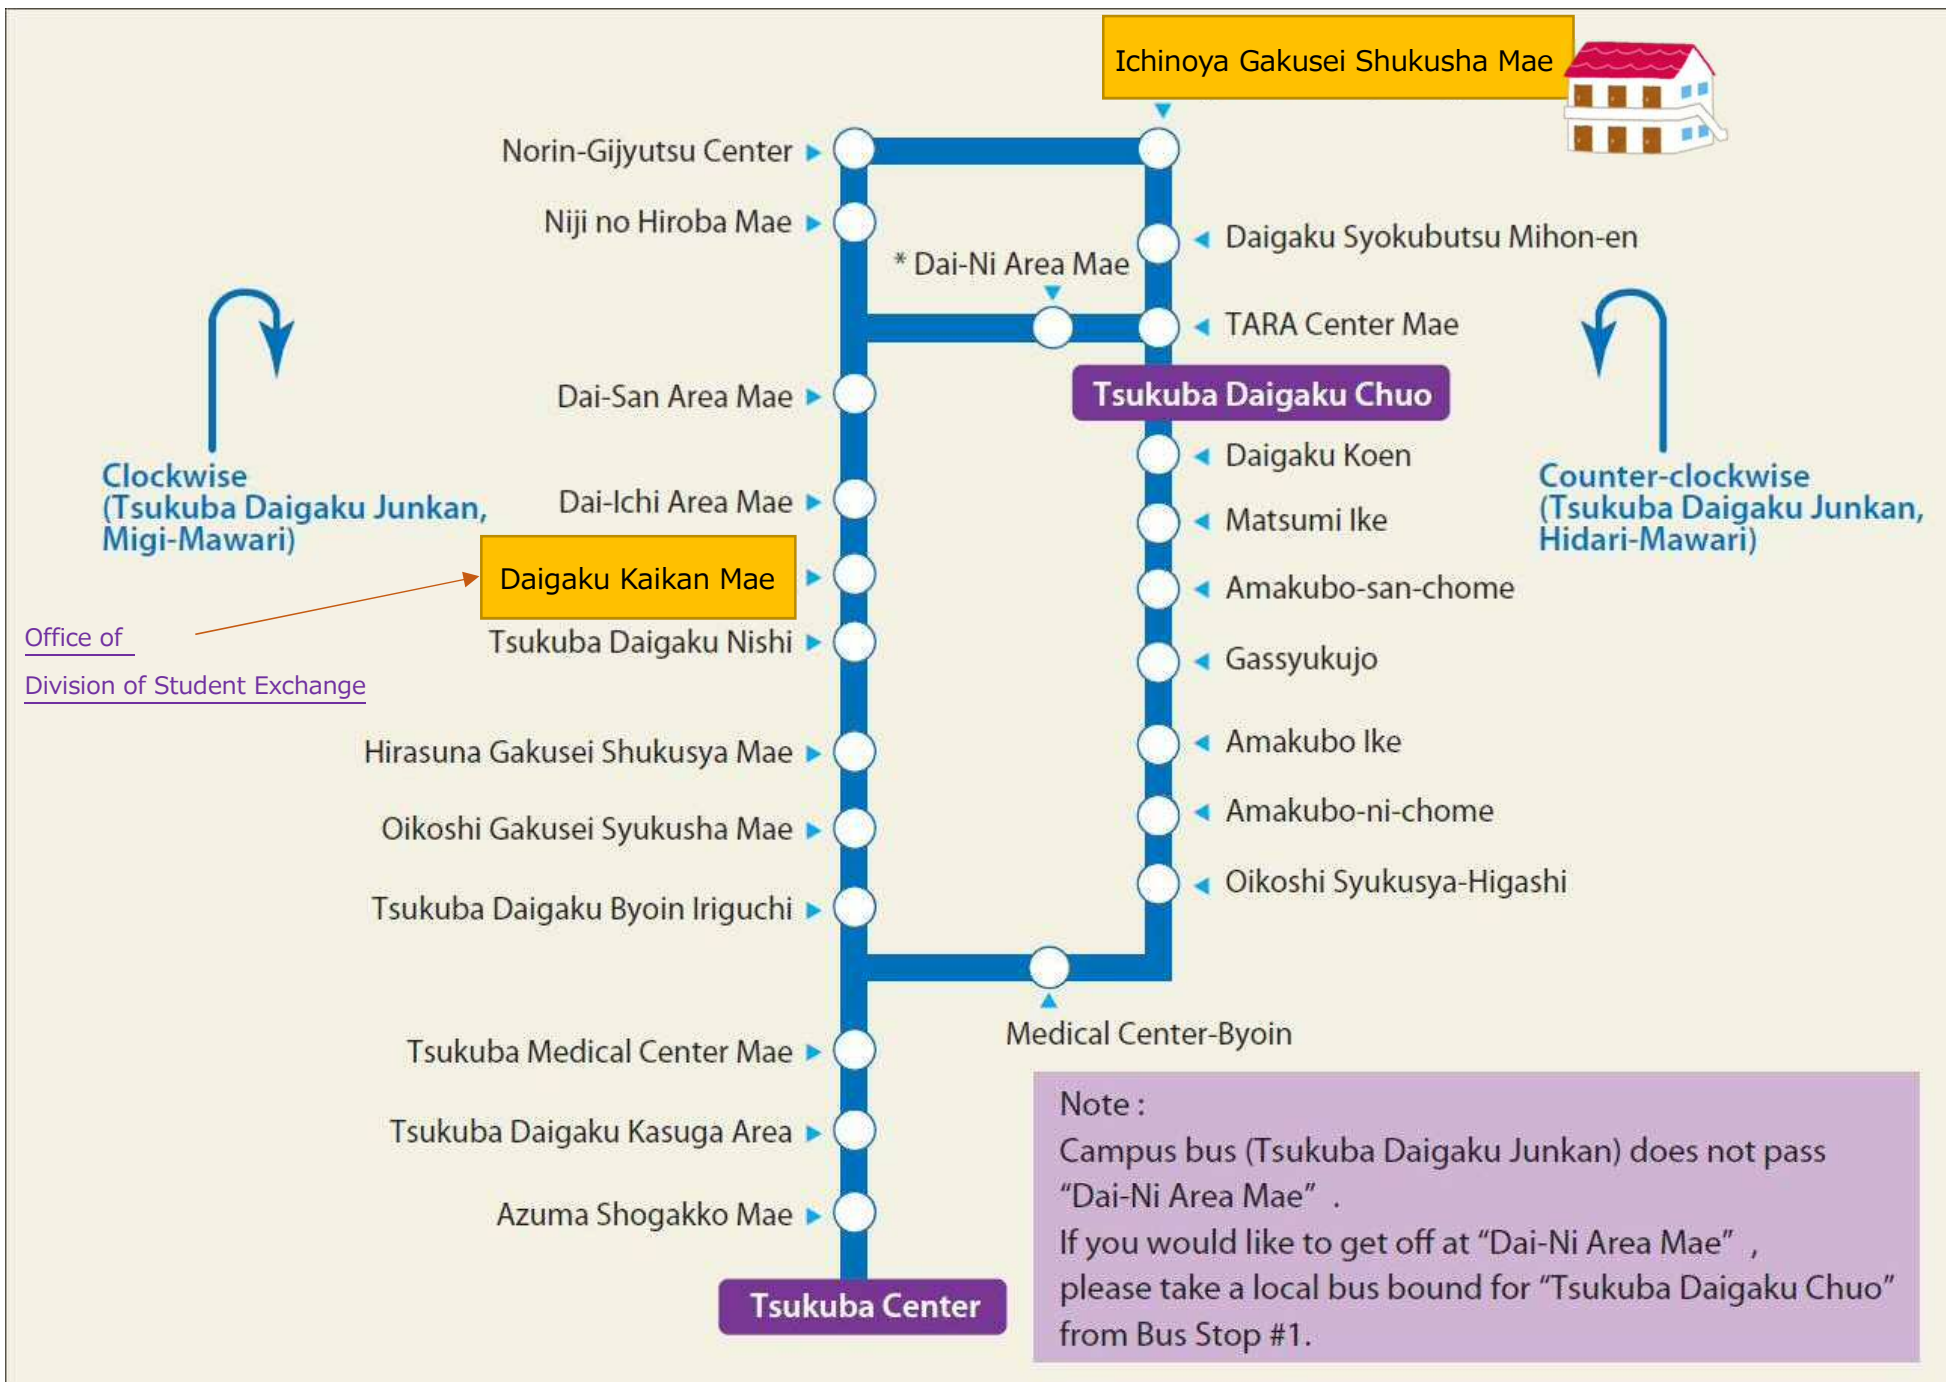 Ichinoya Gakusei Shukusha Mae
Norin-Gijyutsu Center
Niji no Hiroba Mae
Daigaku Syokubutsu Mihon-en
* Dai-Ni Area Mae
TARA Center Mae
Dai-San Area Mae
Tsukuba Daigaku Chuo
Daigaku Koen
Clockwise
(Tsukuba Daigaku Junkan,
Migi-Mawari)
Counter-clockwise
(Tsukuba Daigaku Junkan,
Hidari-Mawari)
Dai-Ichi Area Mae
Matsumi Ike
Daigaku Kaikan Mae
Amakubo-san-chome
Office of
Division of Student Exchange
Tsukuba Daigaku Nishi
Gassyukujo
Hirasuna Gakusei Shukusya Mae
Amakubo Ike
Oikoshi Gakusei Syukusha Mae
Amakubo-ni-chome
Tsukuba Daigaku Byoin Iriguchi
Oikoshi Syukusya-Higashi
Medical Center-Byoin
Tsukuba Medical Center Mae
Tsukuba Daigaku Kasuga Area
Azuma Shogakko Mae
Tsukuba Center
Note :
Campus bus (Tsukuba Daigaku Junkan) does not pass
“Dai-Ni Area Mae” .
If you would like to get off at “Dai-Ni Area Mae” ,
please take a local bus bound for “Tsukuba Daigaku Chuo”
from Bus Stop #1.